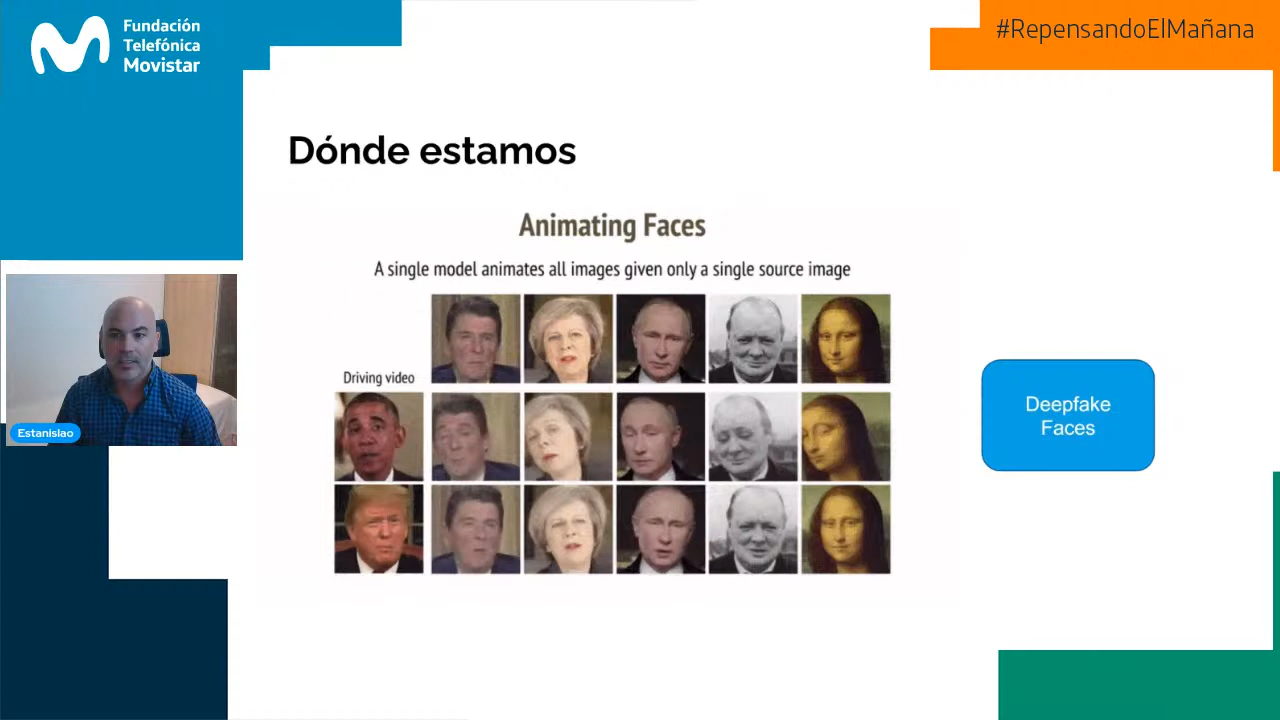 Fundación
Telefónica
Movistar
#RepensandoElMañana
Dónde estamos
Animating Faces
A single model animates all images given only a single source image
Driving video
Deepfake
Faces
Estanislao